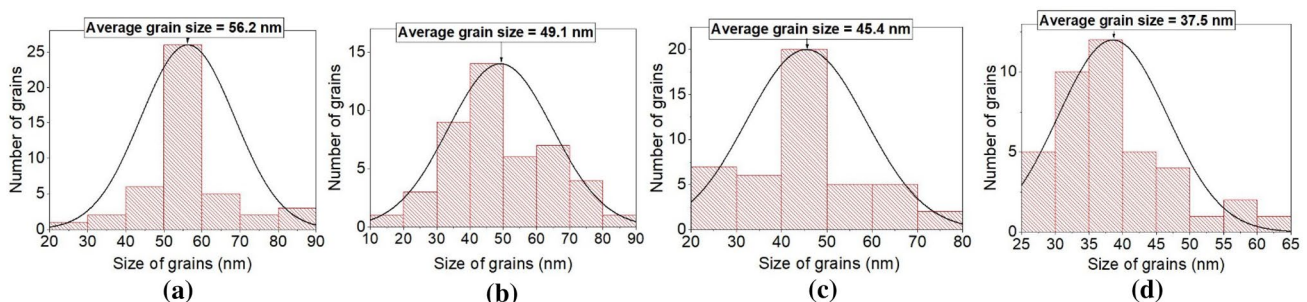 Average grain size = 56.2 nm
Number of grains
25
20
15
10
5
0
20 30 40 50 60 70 80 90
Size of grains (nm)
(a)
Average grain size = 49.1 nm
Number of grains
15
10
5
0
10 20 30 40 50 60 70 80 90
Size of grains (nm)
(b)
Average grain size = 45.4 nm
Number of grains
20
15
10
5
0
20 30 40 50 60 70 80
Size of grains (nm)
(c)
Average grain size = 37.5 nm
Number of grains
10
5
0
25 30 35 40 45 50 55 60 65
Size of grains (nm)
(d)